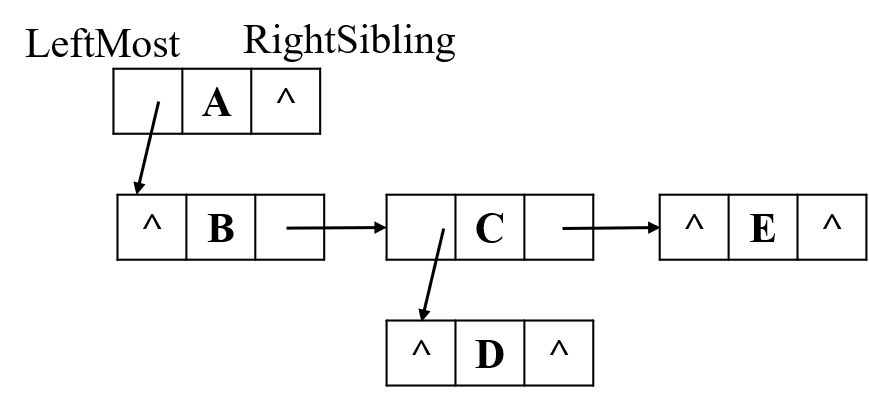 LeftMost RightSibling
A ^
^ B C ^ E ^
^ D ^